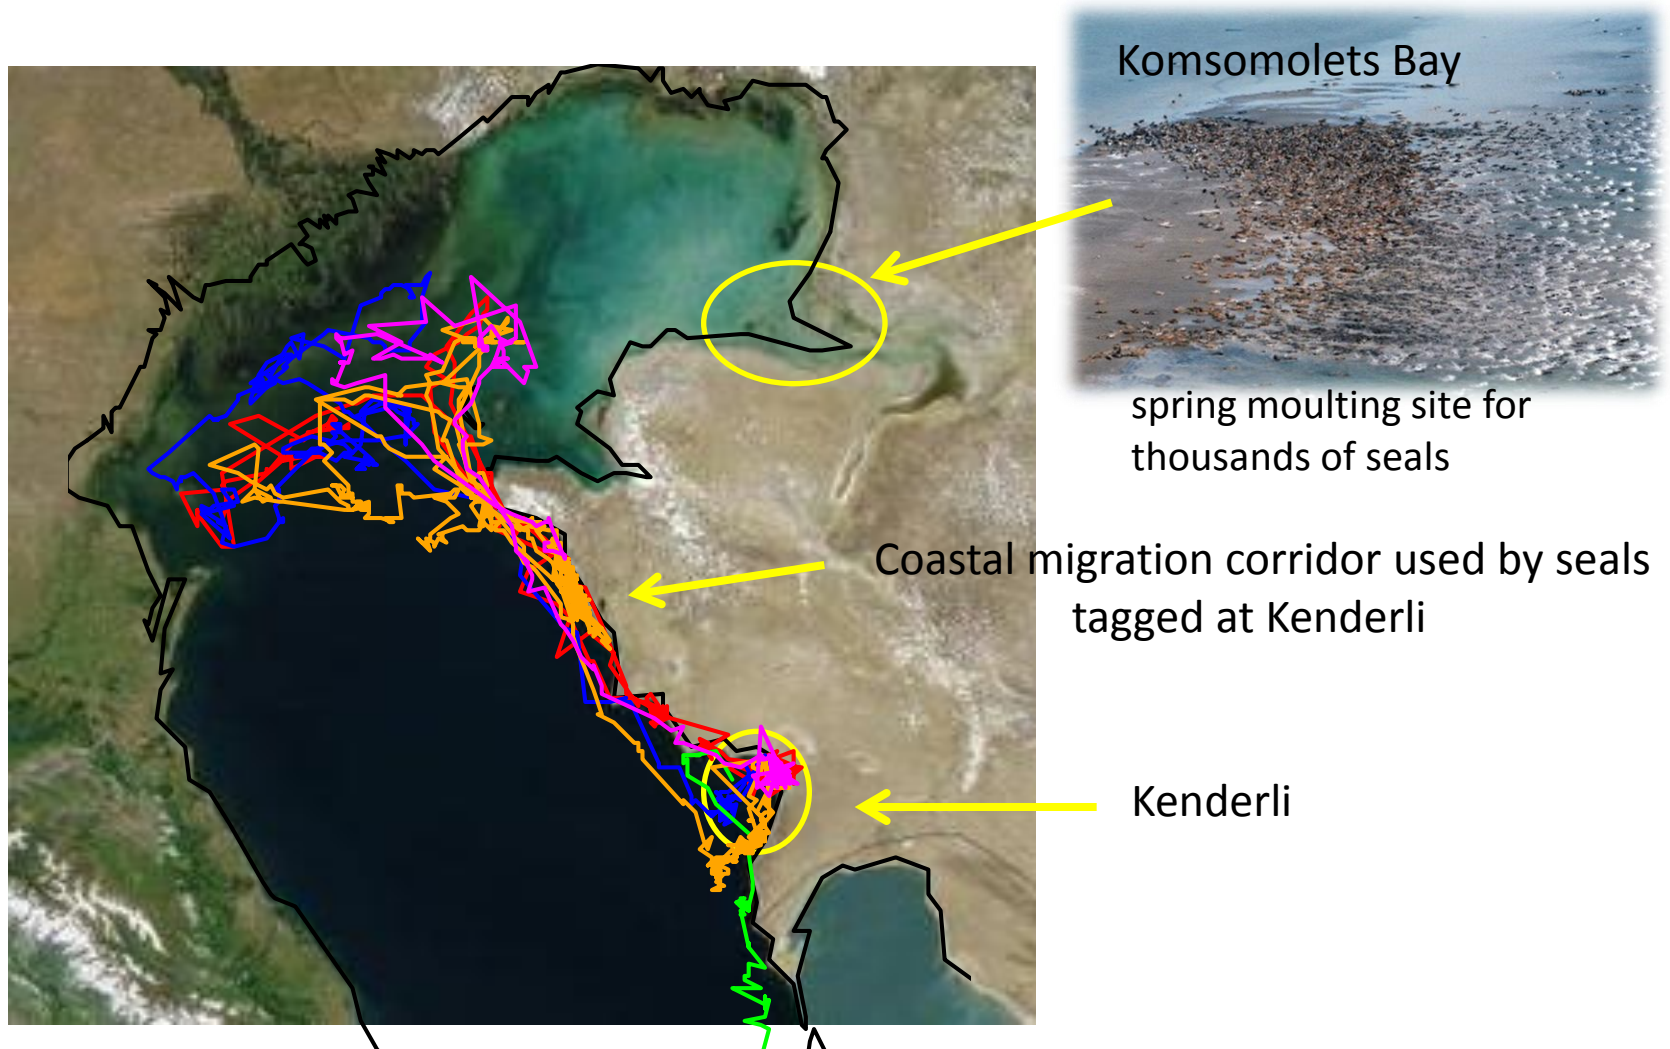 Komsomolets Bay
spring moulting site for
thousands of seals
Coastal migration corridor used by seals
tagged at Kenderli
Kenderli